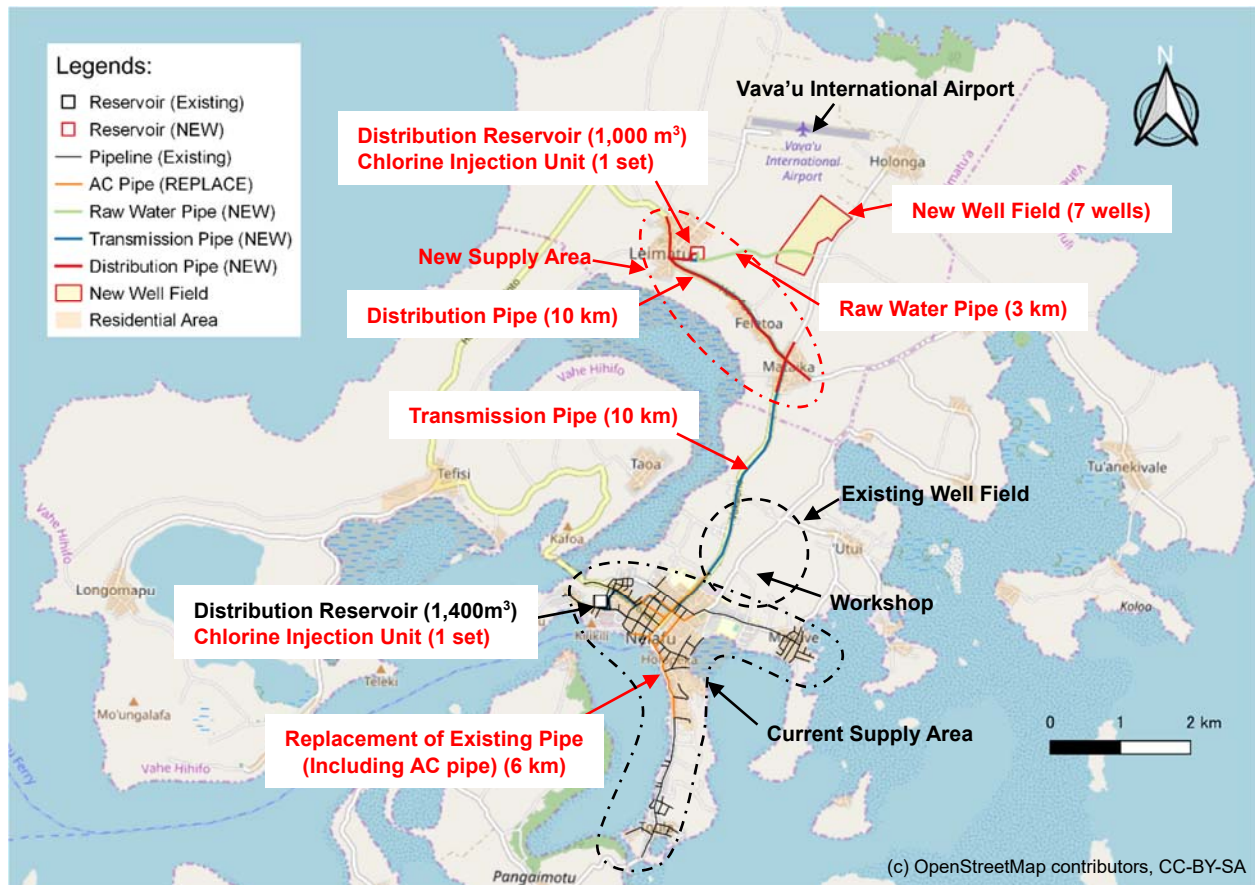 Legends:
Reservoir (Existing)
Reservoir (NEW)
Pipeline (Existing)
AC Pipe (REPLACE)
Raw Water Pipe (NEW)
Transmission Pipe (NEW)
Distribution Pipe (NEW)
New Well Field
Residential Area
Vava'u International Airport
N
Distribution Reservoir (1,000 m³)
Chlorine Injection Unit (1 set)
Vava'u
International
Airport
Holonga
New Well Field (7 wells)
New Supply Area
Leimatu'a
Distribution Pipe (10 km)
Raw Water Pipe (3 km)
Feletoa
Mataika
Vahe Hihifo
Transmission Pipe (10 km)
Tefisi
Taoa
Tu'anekivale
Existing Well Field
Vahe Hihifo
Kafoa
'Utui
Longomapu
Workshop
Koloa
Distribution Reservoir (1,400m³)
Chlorine Injection Unit (1 set)
Neiafu
Teleki
Mo'ungalafa
Replacement of Existing Pipe
(Including AC pipe) (6 km)
Current Supply Area
0 1 2 km
Vahe Hihifo
Ferry
Pangaimotu
(c) OpenStreetMap contributors, CC-BY-SA